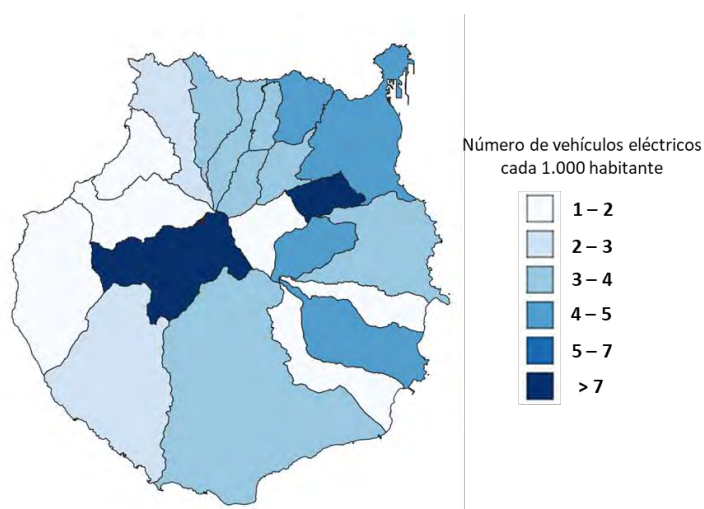 Número de vehículos eléctricos
cada 1.000 habitante
1 – 2
2 – 3
3 – 4
4 – 5
5 – 7
> 7